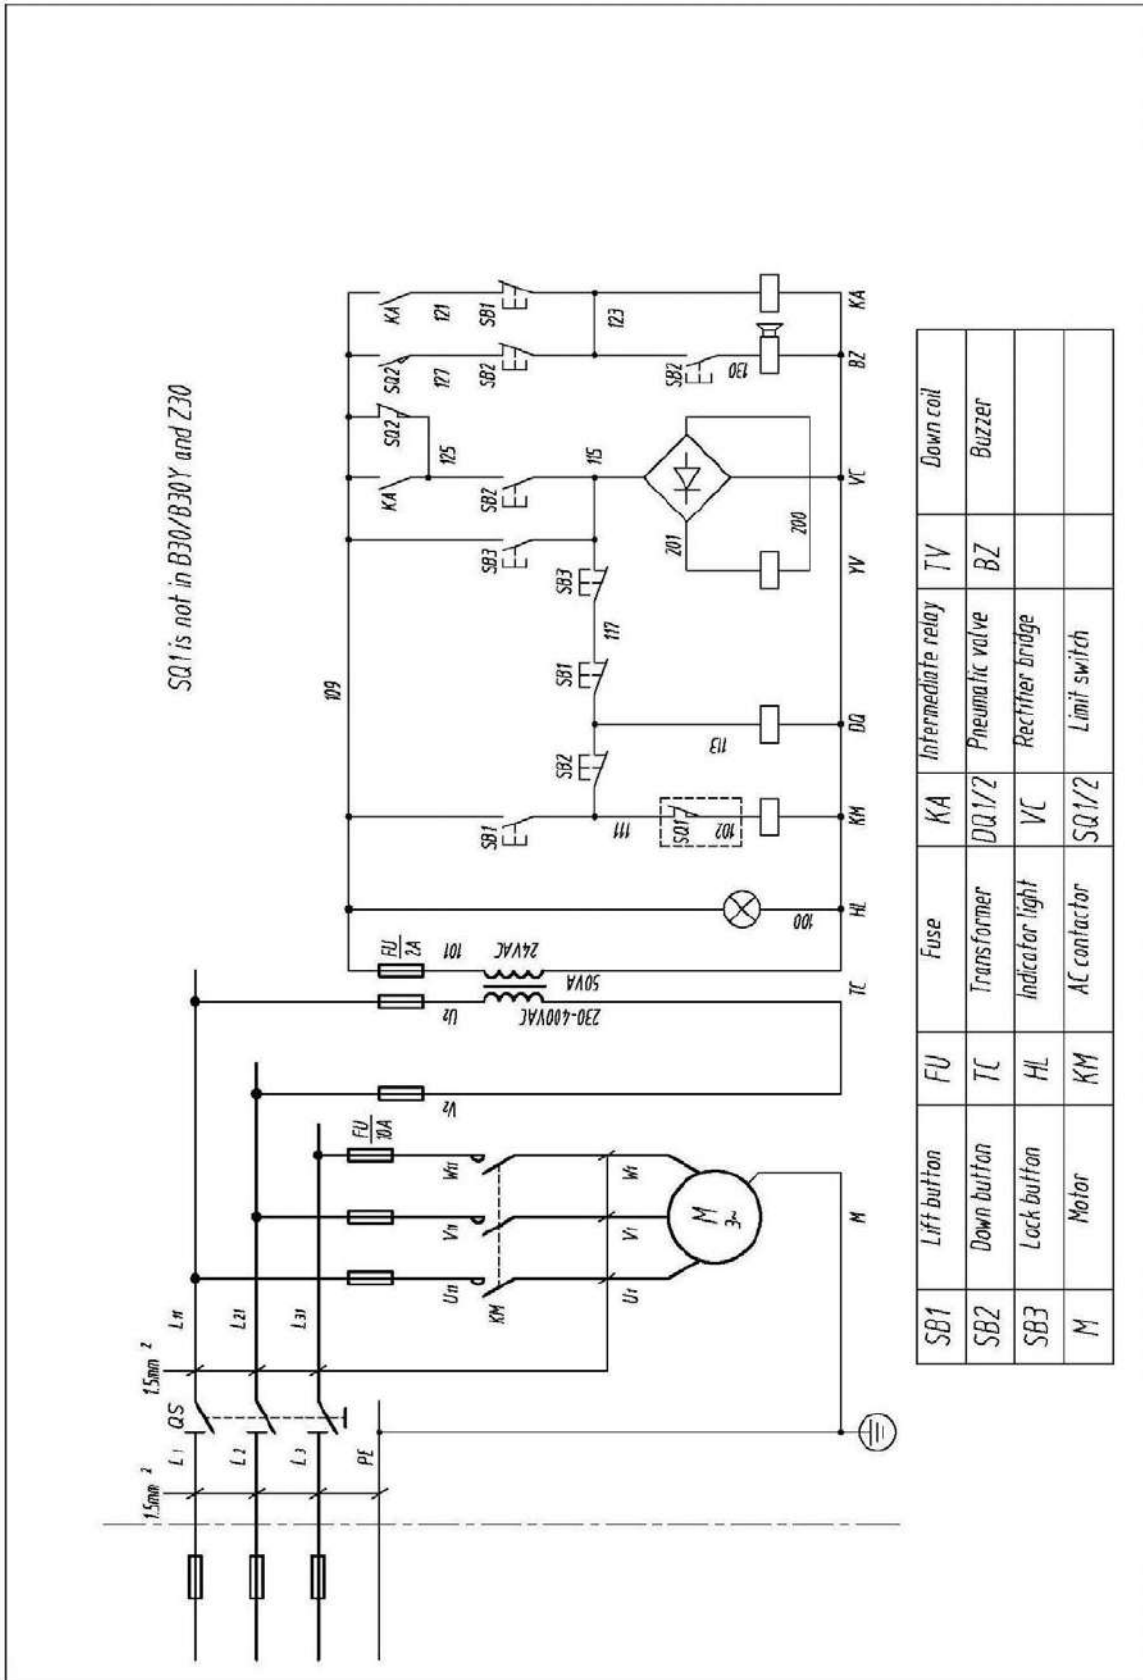 SQ1 is not in B30/B30Y and Z30
1.5mm 2
1.5mm 2
QS
L1
L2
L3
PE
L11
L21
L31
FU
10A
U11
V11
W11
KM
U1
V1
W1
M
3~
M
V2
U2
230-400VAC
50VA
24VAC
TC
FU
2A
101
109
100
HL
SB1
111
SQ1
102
KM
SB2
113
DQ
SB1
117
SB3
SB3
YV
201
200
VC
KA
125
SQ2
SB2
115
SQ2
127
SB2
SB2
130
BZ
KA
121
SB1
123
KA
SB1 Lift button FU Fuse KA Intermediate relay TV Down coil
SB2 Down button TC Transformer DQ1/2 Pneumatic valve BZ Buzzer
SB3 Lock button HL Indicator light VC Rectifier bridge
M Motor KM AC contactor SQ1/2 Limit switch